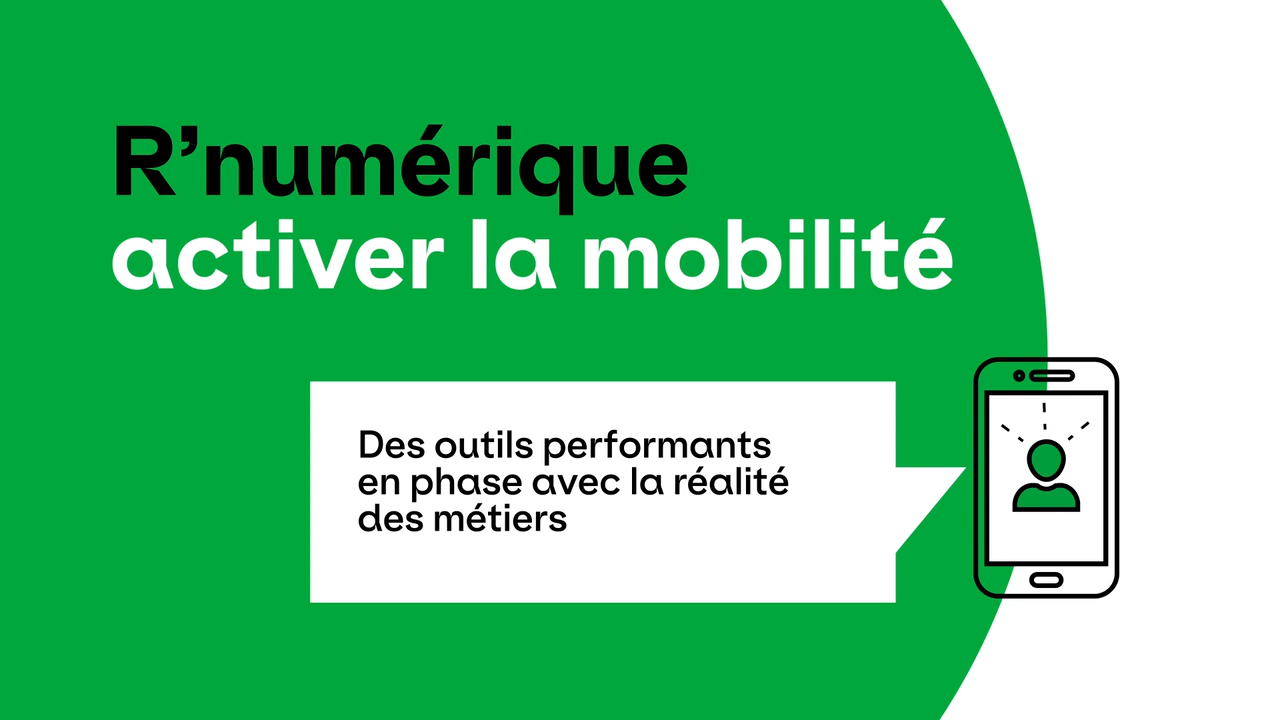 R’numérique
activer la mobilité
Des outils performants
en phase avec la réalité
des métiers